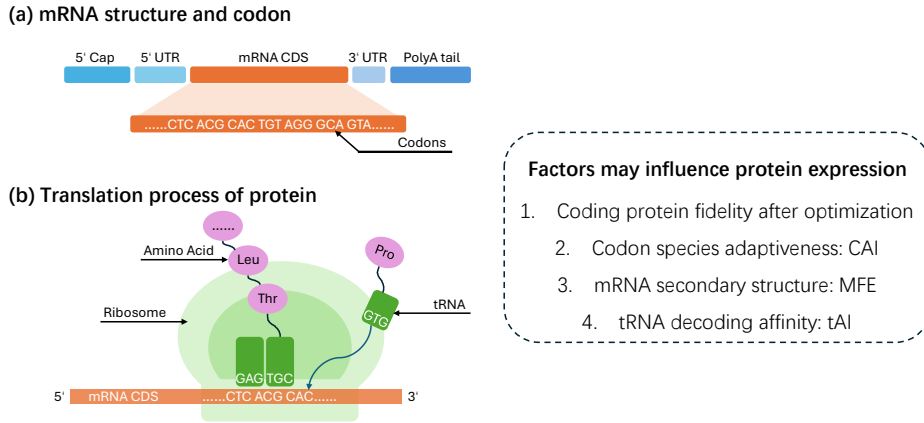 (a) mRNA structure and codon
5' Cap 5' UTR mRNA CDS 3' UTR PolyA tail
......CTC ACG CAC TGT AGG GCA GTA......
Codons
(b) Translation process of protein
......
Amino Acid
Leu
Pro
Thr
Ribosome
tRNA
GTG
GAG TGC
5' mRNA CDS ......CTC ACG CAC...... 3'
Factors may influence protein expression
1. Coding protein fidelity after optimization
2. Codon species adaptiveness: CAI
3. mRNA secondary structure: MFE
4. tRNA decoding affinity: tAI